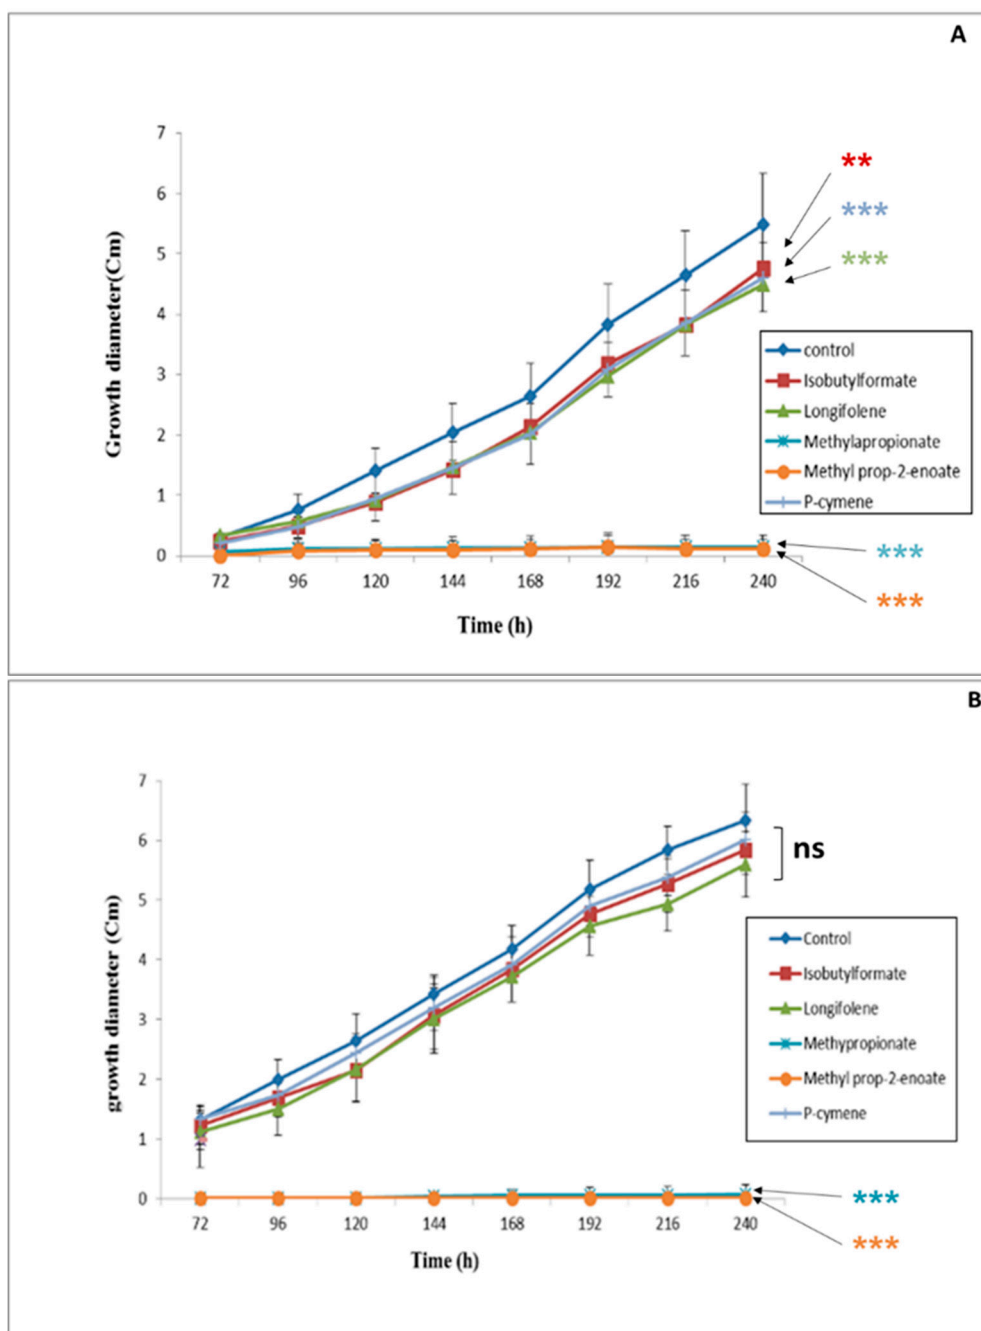 A
7
6
5
4
3
2
1
0
Growth diameter(Cm)
72 96 120 144 168 192 216 240
Time (h)
**
***
***
control
Isobutylformate
Longifolene
Methylapropionate
Methyl prop-2-enoate
P-cymene
***
***
B
7
6
5
4
3
2
1
0
growth diameter (Cm)
72 96 120 144 168 192 216 240
Time (h)
ns
Control
Isobutylformate
Longifolene
Methypropionate
Methyl prop-2-enoate
P-cymene
***
***